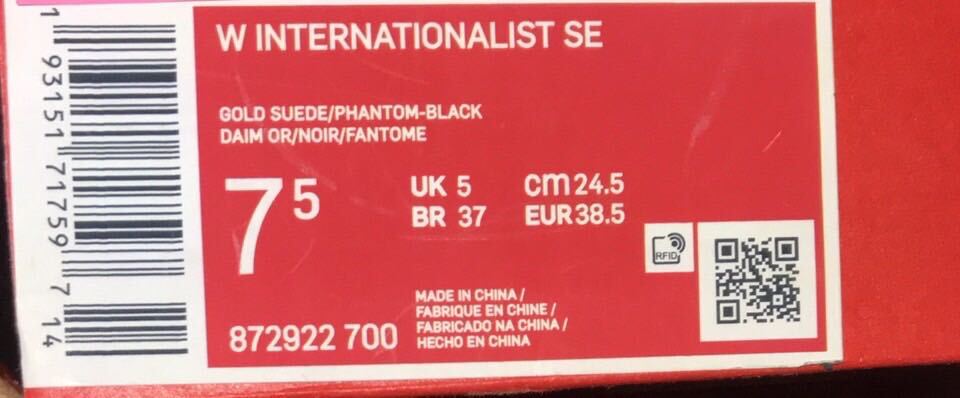 W INTERNATIONALIST SE
GOLD SUEDE/PHANTOM-BLACK
DAIM OR/NOIR/FANTOME
7 5
UK 5 CM 24.5
BR 37 EUR 38.5
RFID
MADE IN CHINA /
FABRIQUE EN CHINE /
FABRICADO NA CHINA /
HECHO EN CHINA
872922 700
1 93151 71759 7 14